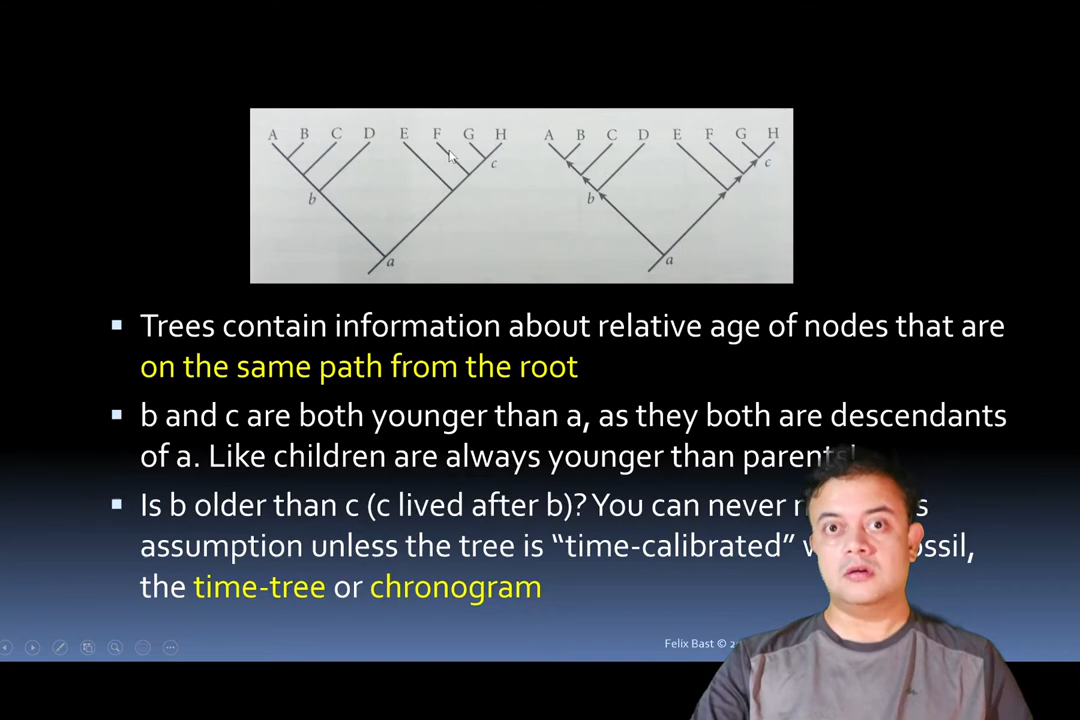 A B C D E F G H A B C D E F G H
c c
b b
a a
Trees contain information about relative age of nodes that are
on the same path from the root
b and c are both younger than a, as they both are descendants
of a. Like children are always younger than parents!
Is b older than c (c lived after b)? You can never
assumption unless the tree is “time-calibrated”
the time-tree or chronogram
Felix Bast ©